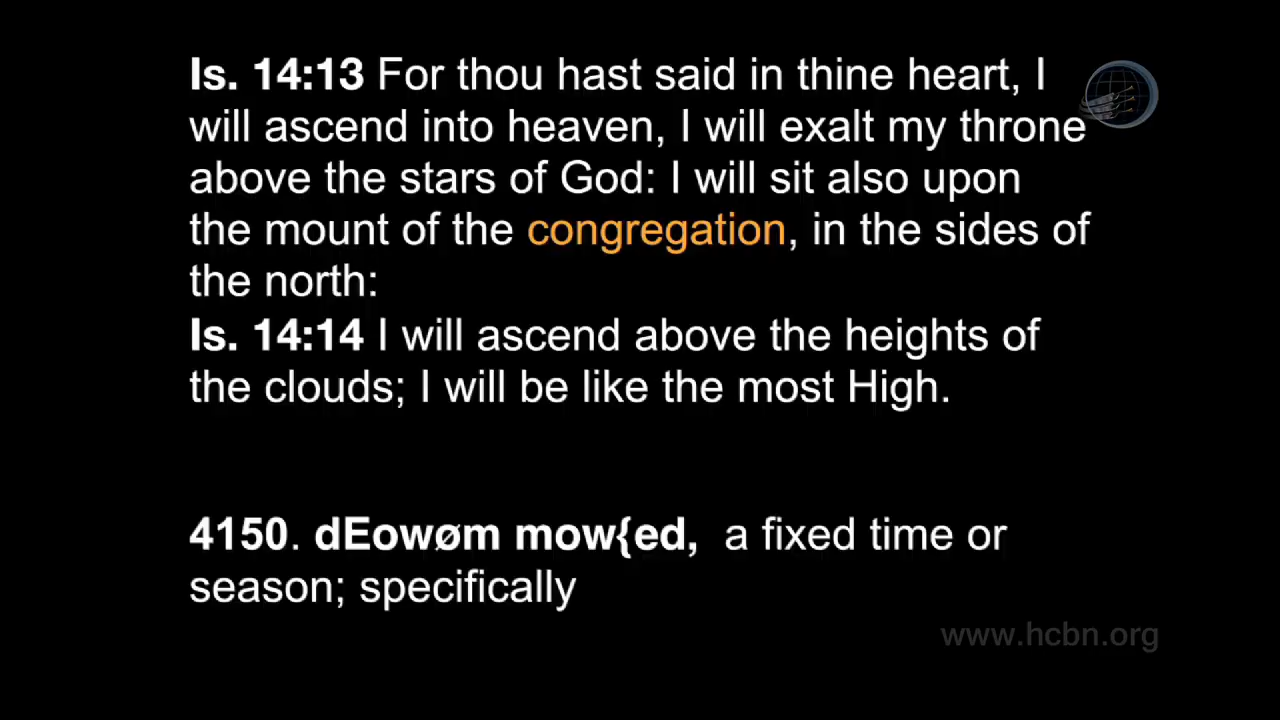 Is. 14:13 For thou hast said in thine heart, I
will ascend into heaven, I will exalt my throne
above the stars of God: I will sit also upon
the mount of the congregation, in the sides of
the north:
Is. 14:14 I will ascend above the heights of
the clouds; I will be like the most High.
4150. dEowøm mow{ed, a fixed time or
season; specifically
www.hcbn.org